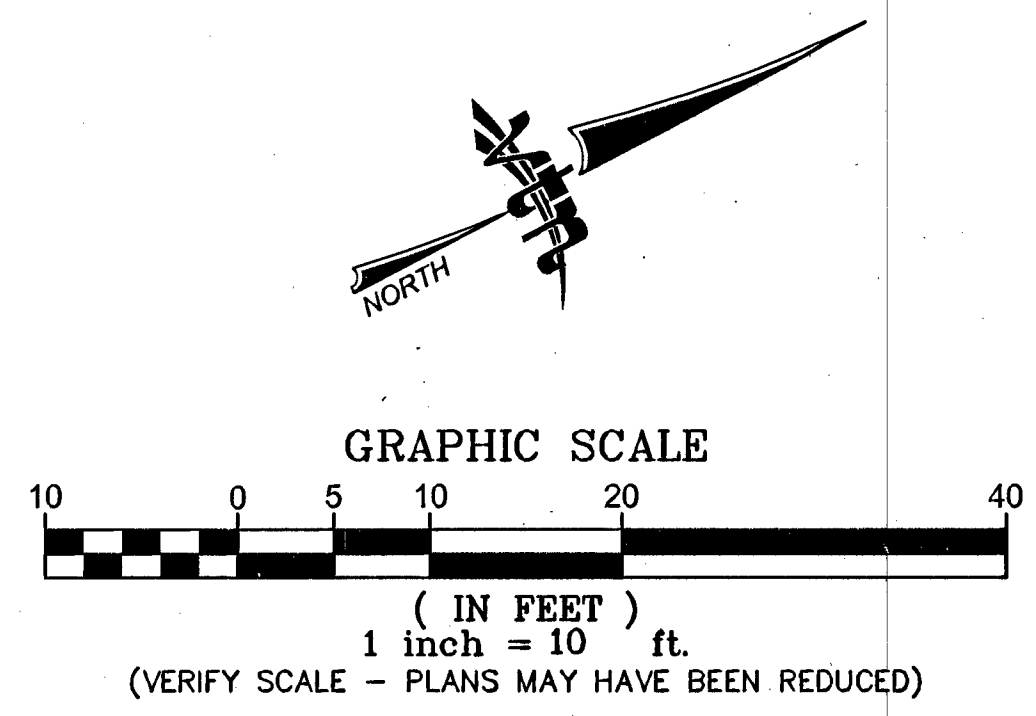 NORTH
GRAPHIC SCALE
10 0 5 10 20 40
( IN FEET )
1 inch = 10 ft.
(VERIFY SCALE - PLANS MAY HAVE BEEN REDUCED)